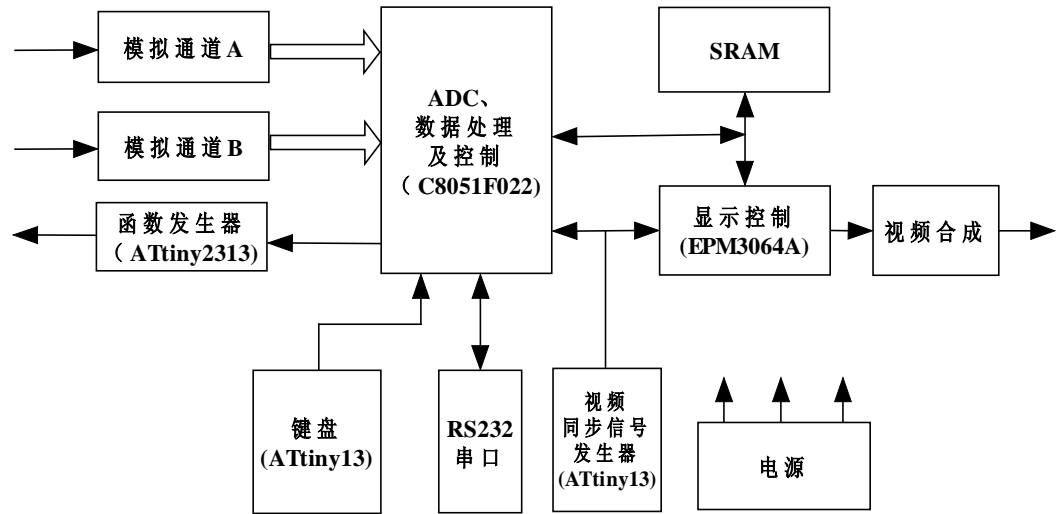 模拟通道A
模拟通道B
函数发生器
（ATtiny2313)
ADC、
数据处理
及控制
（C8051F022)
SRAM
显示控制
(EPM3064A)
视频合成
键盘
(ATtiny13)
RS232
串口
视频
同步信号
发生器
(ATtiny13)
电源